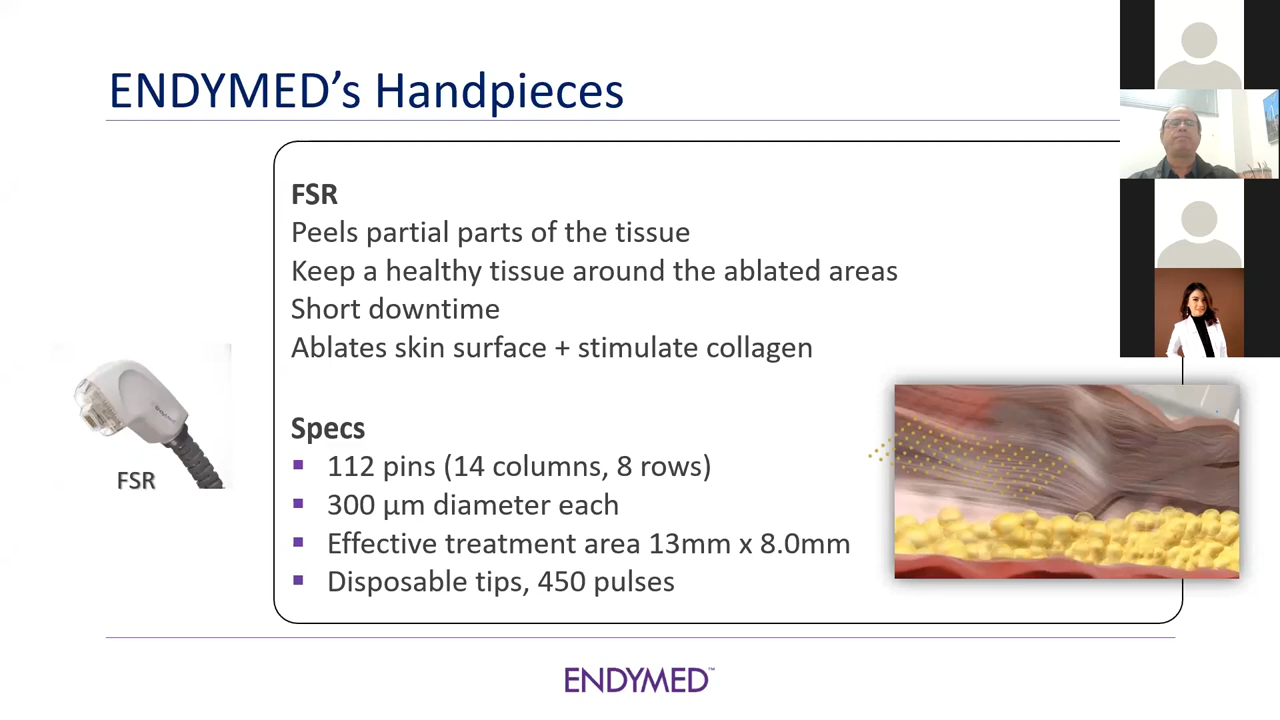 ENDYMED's Handpieces
FSR
Peels partial parts of the tissue
Keep a healthy tissue around the ablated areas
Short downtime
Ablates skin surface + stimulate collagen
Specs
▪ 112 pins (14 columns, 8 rows)
▪ 300 µm diameter each
▪ Effective treatment area 13mm x 8.0mm
▪ Disposable tips, 450 pulses
FSR
ENDYMED™